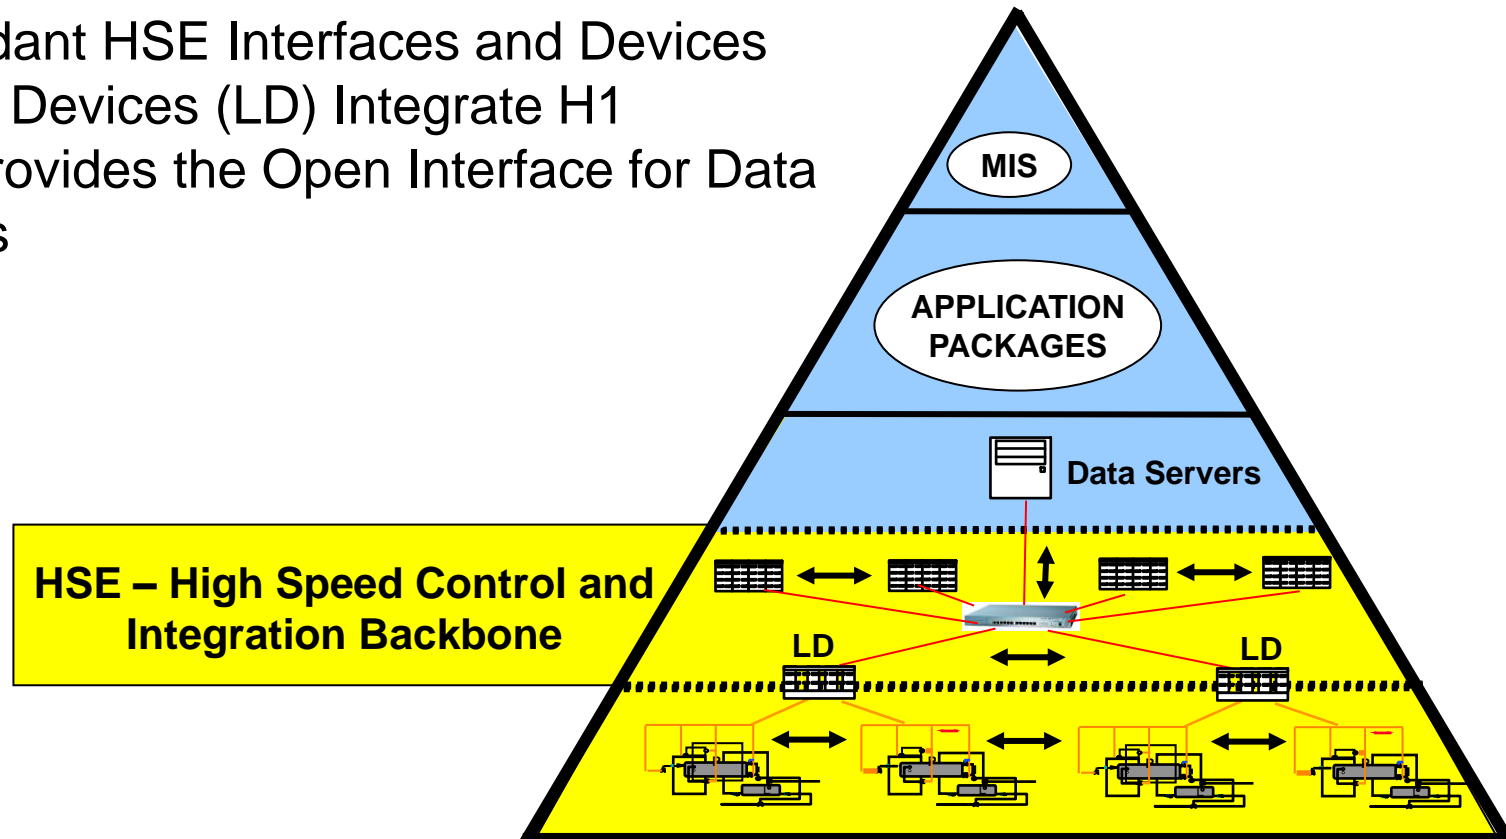 dant HSE Interfaces and Devices
Devices (LD) Integrate H1
rovides the Open Interface for Data
s
MIS
APPLICATION
PACKAGES
Data Servers
HSE – High Speed Control and
Integration Backbone
LD
LD